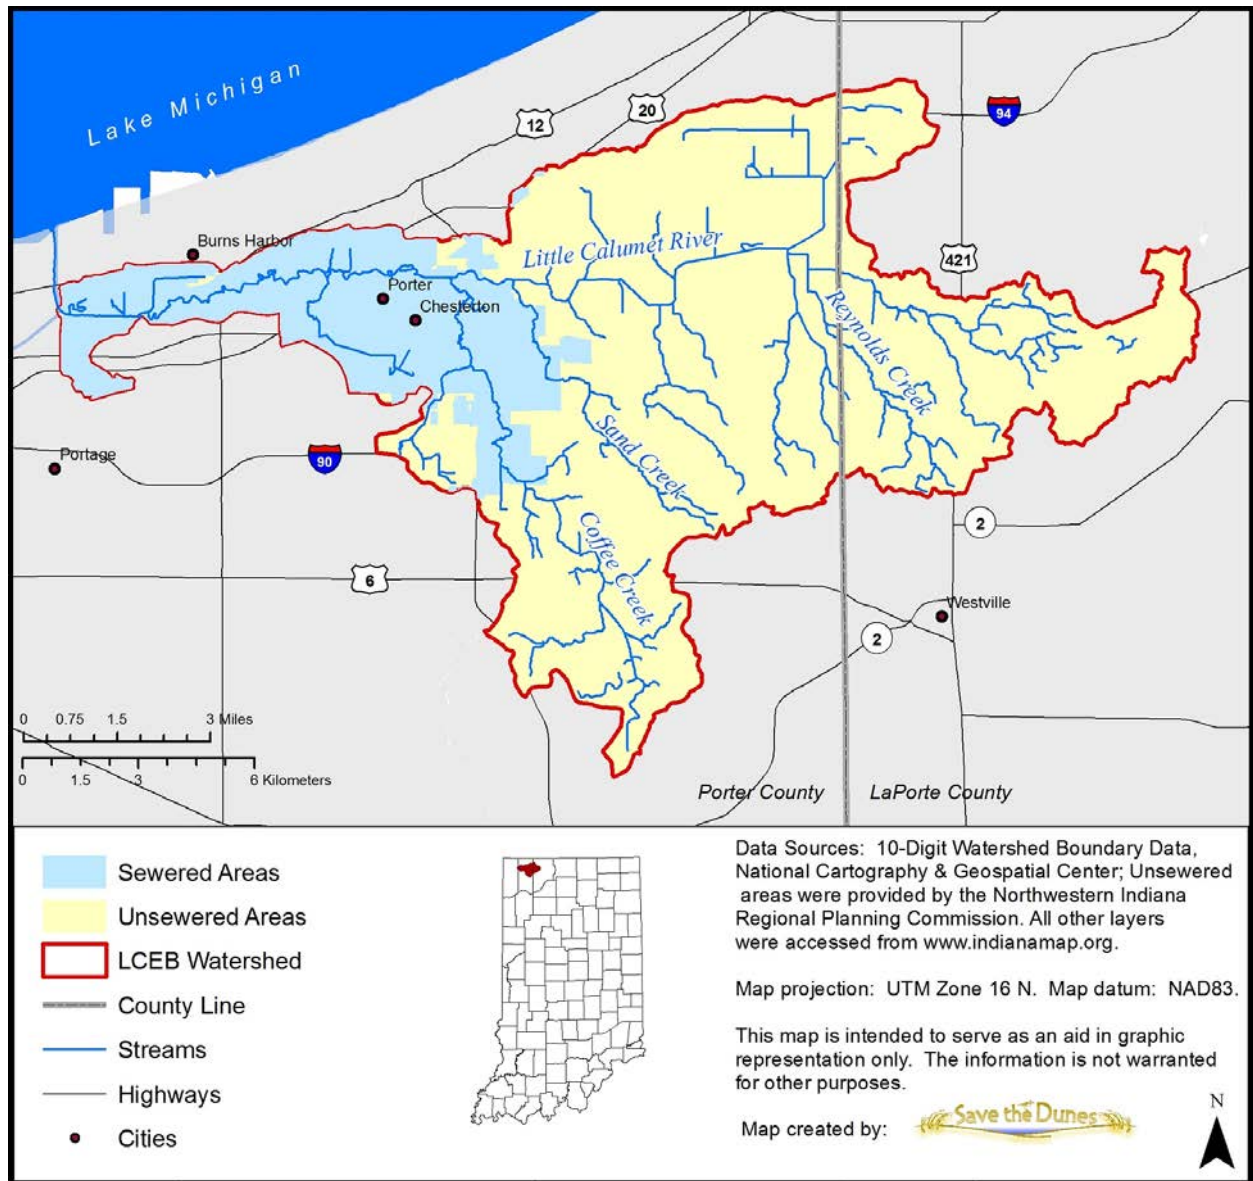 Lake Michigan
12
20
94
Burns Harbor
Little Calumet River
421
Porter
Chesterton
Reynolds Creek
Sand Creek
Portage
90
Coffee Creek
2
6
Westville
2
0 0.75 1.5 3 Miles
0 1.5 3 6 Kilometers
Porter County
LaPorte County
Sewered Areas
Unsewered Areas
LCEB Watershed
County Line
Streams
Highways
Cities
Data Sources: 10-Digit Watershed Boundary Data,
National Cartography & Geospatial Center; Unsewered
areas were provided by the Northwestern Indiana
Regional Planning Commission. All other layers
were accessed from www.indianamap.org.
Map projection: UTM Zone 16 N. Map datum: NAD83.
This map is intended to serve as an aid in graphic
representation only. The information is not warranted
for other purposes.
Map created by:
Save the Dunes
N